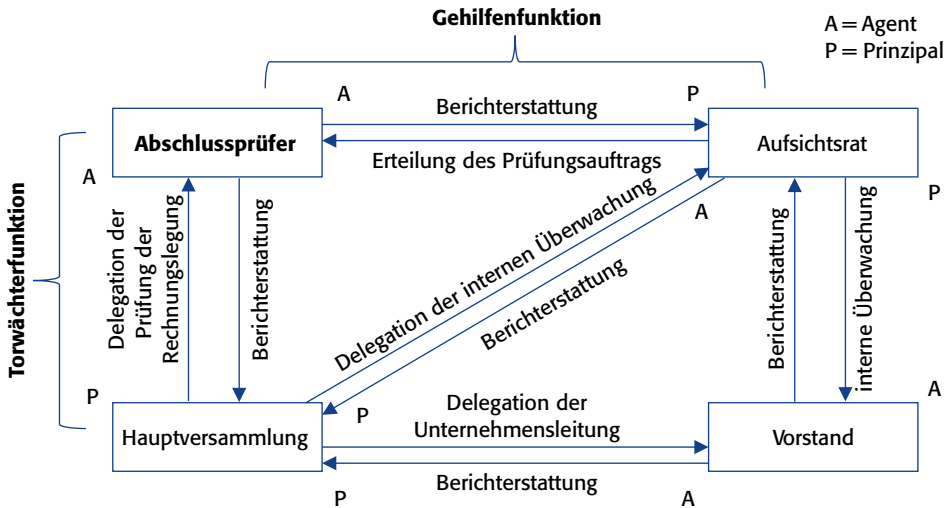 Gehilfenfunktion
A = Agent
P = Prinzipal
A
Berichterstattung
P
Abschlussprüfer
Aufsichtsrat
Erteilung des Prüfungsauftrags
A
A
P
Torwächterfunktion
Delegation der
Prüfung der
Rechnungslegung
Berichterstattung
Delegation der internen Überwachung
Berichterstattung
Berichterstattung
interne Überwachung
P
P
A
Hauptversammlung
Delegation der
Unternehmensleitung
Vorstand
Berichterstattung
P
A